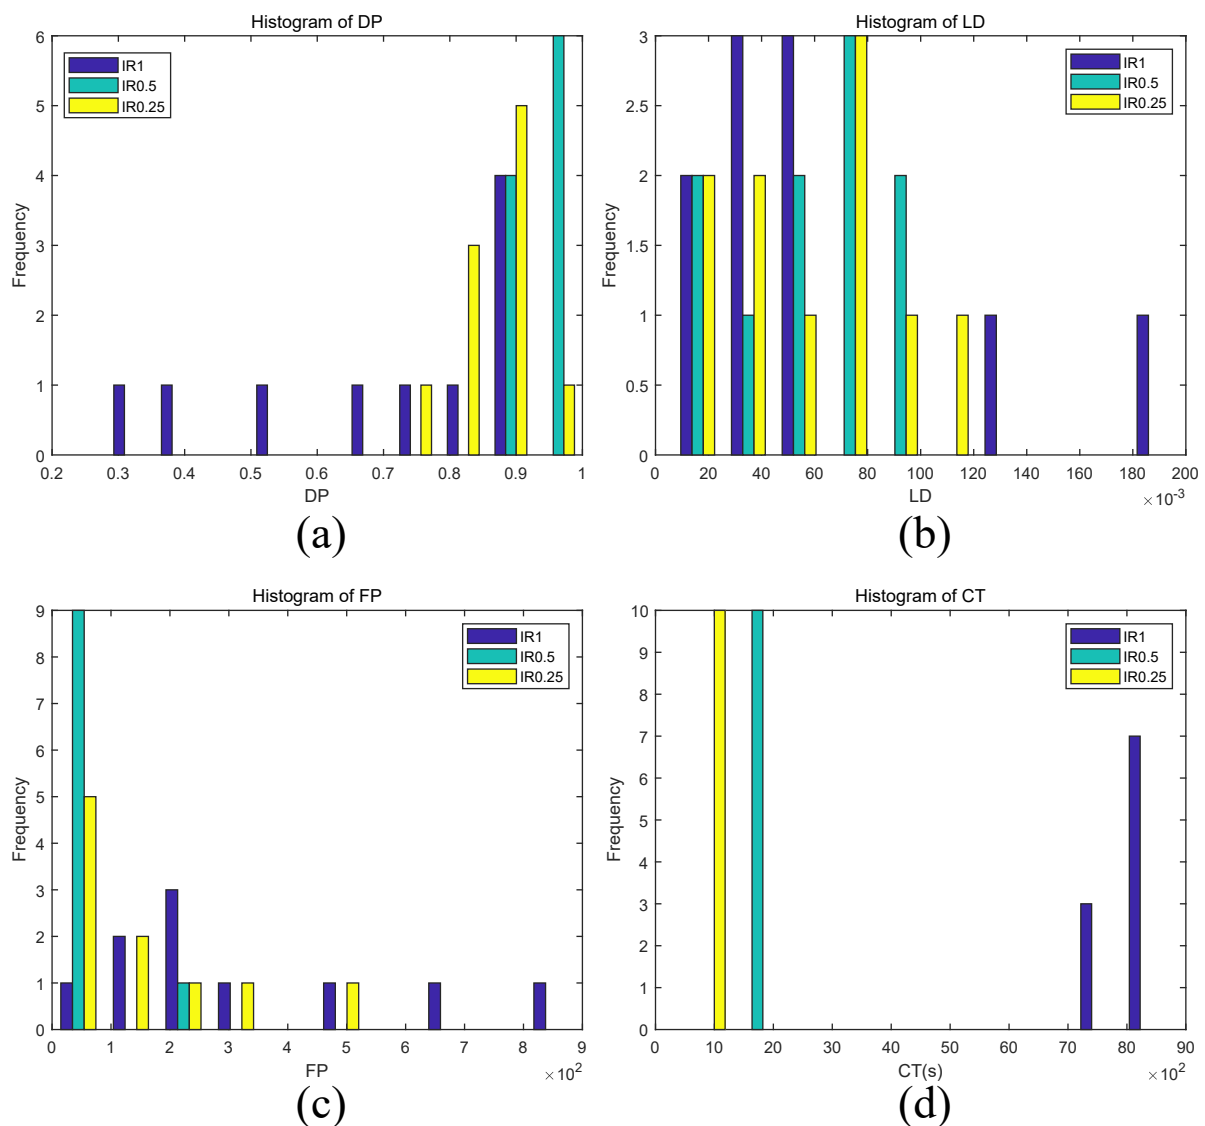 Histogram of DP
6
5
4
3
2
1
0
Frequency
IR1
IR0.5
IR0.25
0.2 0.3 0.4 0.5 0.6 0.7 0.8 0.9 1
DP
(a)
Histogram of LD
3
2.5
2
1.5
1
0.5
0
Frequency
IR1
IR0.5
IR0.25
0 20 40 60 80 100 120 140 160 180 200
LD
×10-3
(b)
Histogram of FP
9
8
7
6
5
4
3
2
1
0
Frequency
IR1
IR0.5
IR0.25
0 1 2 3 4 5 6 7 8 9
FP
×10²
(c)
Histogram of CT
10
9
8
7
6
5
4
3
2
1
0
Frequency
IR1
IR0.5
IR0.25
0 10 20 30 40 50 60 70 80 90
CT(s)
×10²
(d)